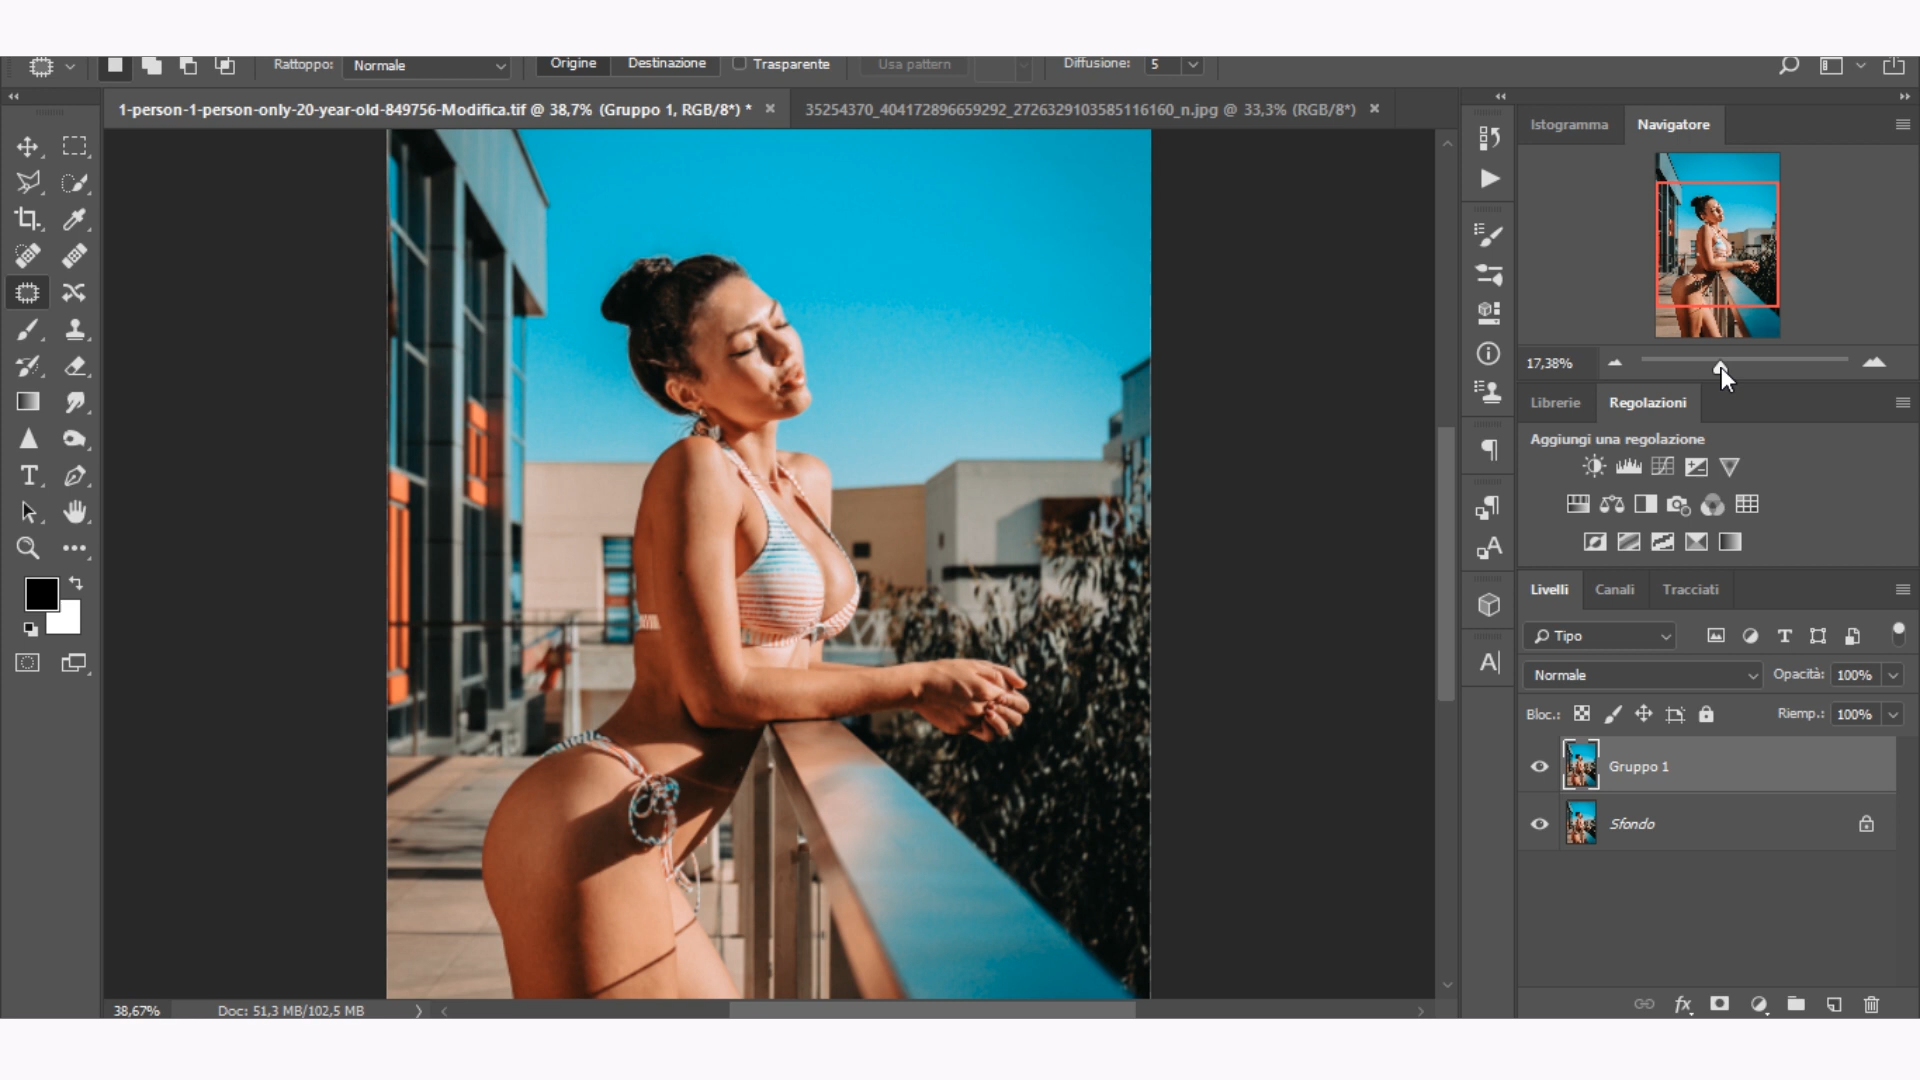 Rattoppo: Normale Origine Destinazione Trasparente Usa pattern Diffusione: 5
1-person-1-person-only-20-year-old-849756-Modifica.tif @ 38,7% (Gruppo 1, RGB/8*) *
35254370_404172896659292_2726329103585116160_n.jpg @ 33,3% (RGB/8*)
Istogramma Navigatore
17,38%
Librerie Regolazioni
Aggiungi una regolazione
Livelli Canali Tracciati
Tipo
Normale Opacità: 100%
Bloc.: Riemp.: 100%
Gruppo 1
Sfondo
38,67% Doc: 51,3 MB/102,5 MB